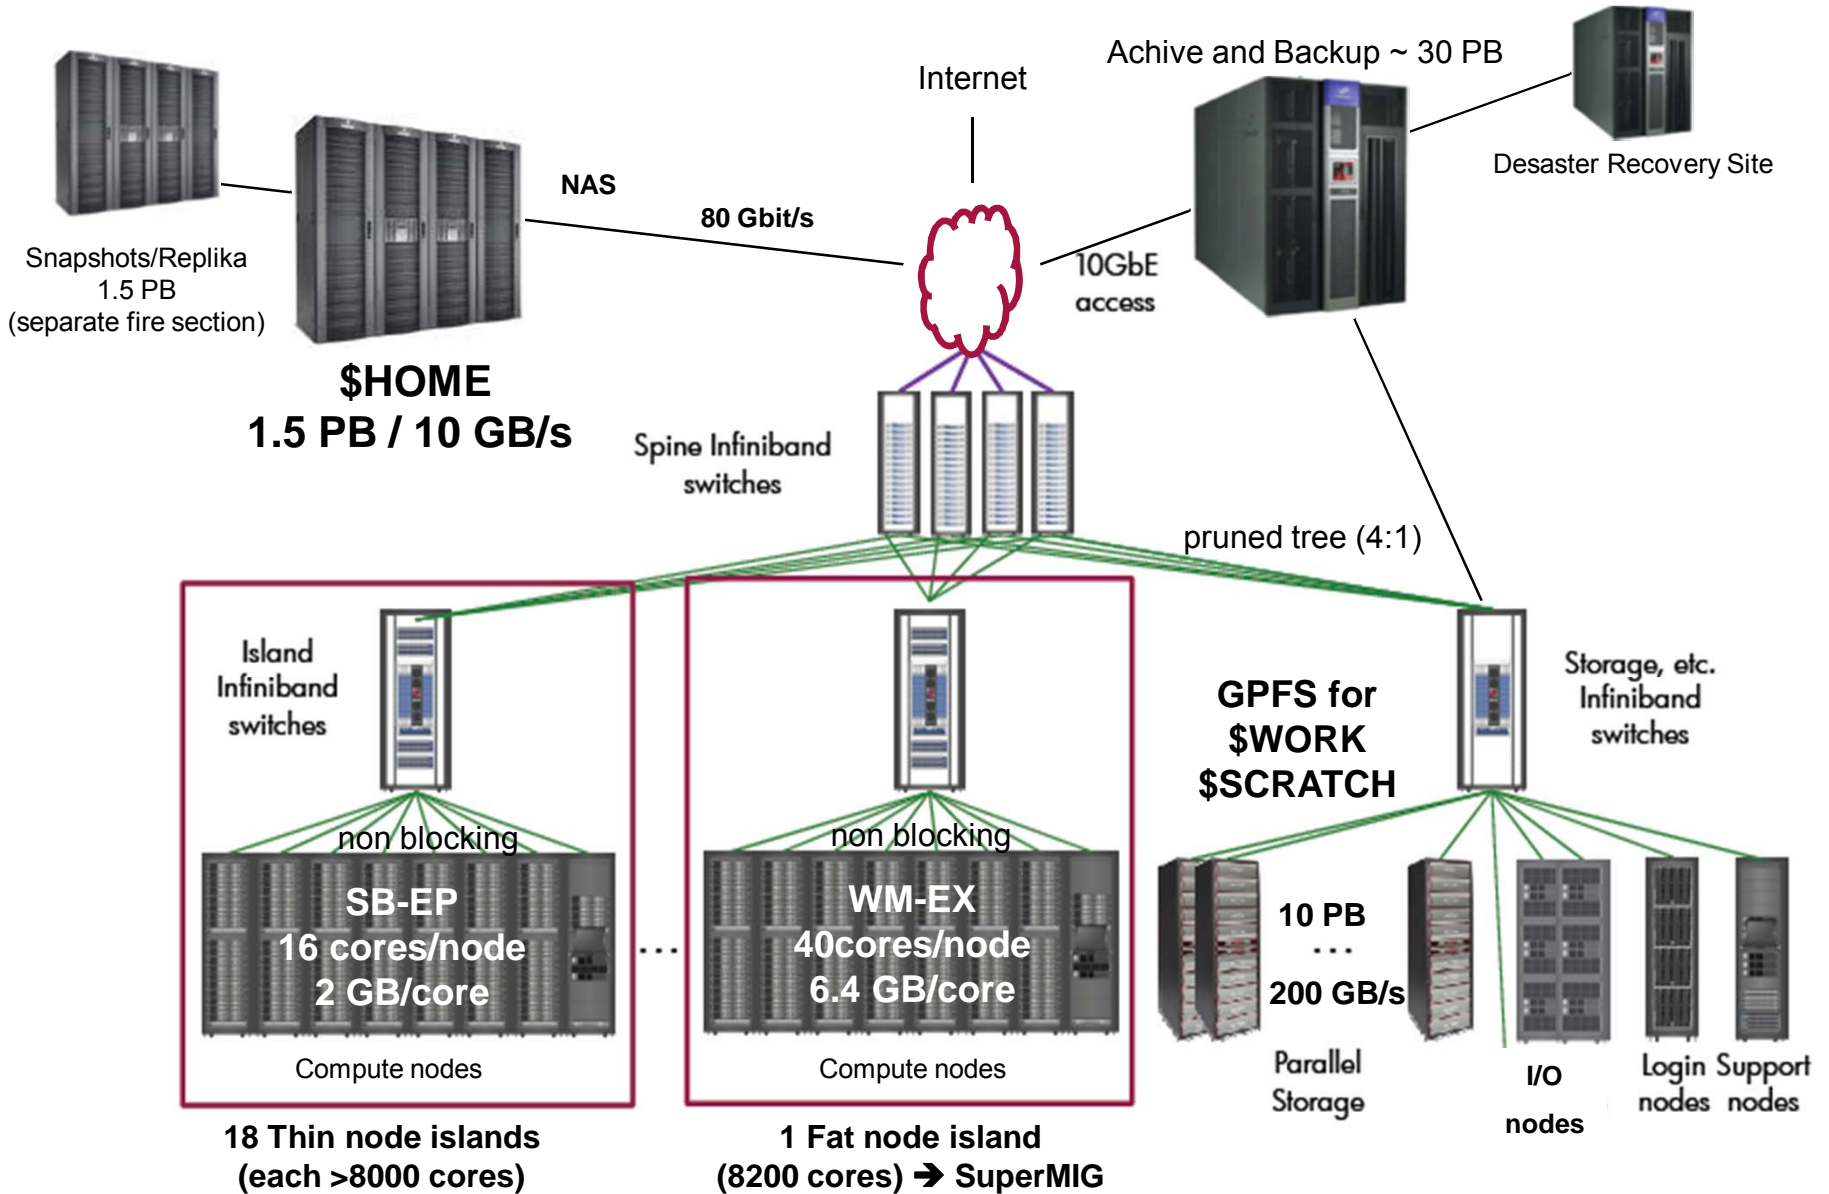 Internet
Achive and Backup ~ 30 PB
Desaster Recovery Site
NAS
80 Gbit/s
10GbE
access
Snapshots/Replika
1.5 PB
(separate fire section)
$HOME
1.5 PB / 10 GB/s
Spine Infiniband
switches
pruned tree (4:1)
Island
Infiniband
switches
GPFS for
$WORK
$SCRATCH
Storage, etc.
Infiniband
switches
non blocking
SB-EP
16 cores/node
2 GB/core
Compute nodes
...
non blocking
WM-EX
40cores/node
6.4 GB/core
Compute nodes
10 PB
...
200 GB/s
Parallel
Storage
I/O
nodes
Login
nodes
Support
nodes
18 Thin node islands
(each >8000 cores)
1 Fat node island
(8200 cores) ➔ SuperMIG